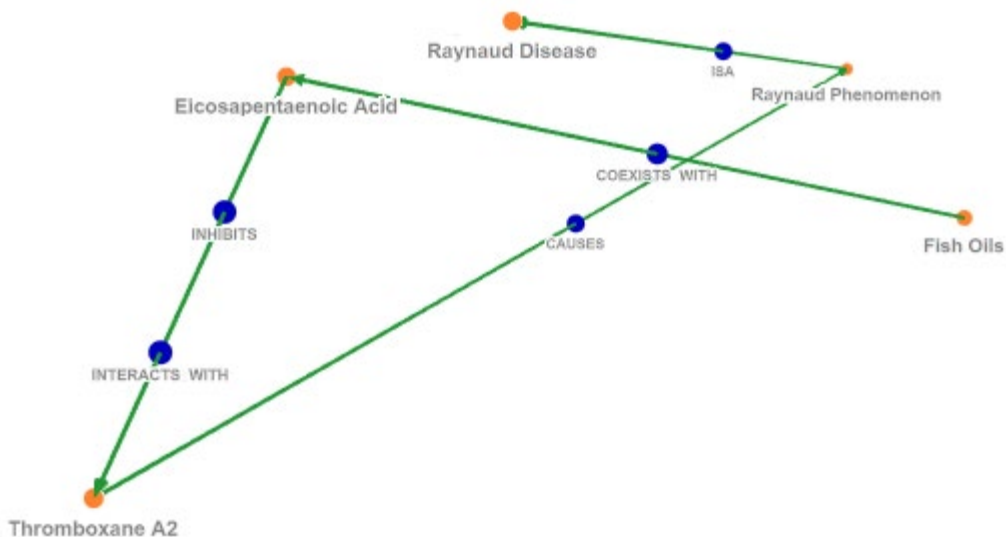 Raynaud Disease
ISA
Raynaud Phenomenon
Eicosapentaenoic Acid
COEXISTS WITH
INHIBITS
CAUSES
Fish Oils
INTERACTS WITH
Thromboxane A2